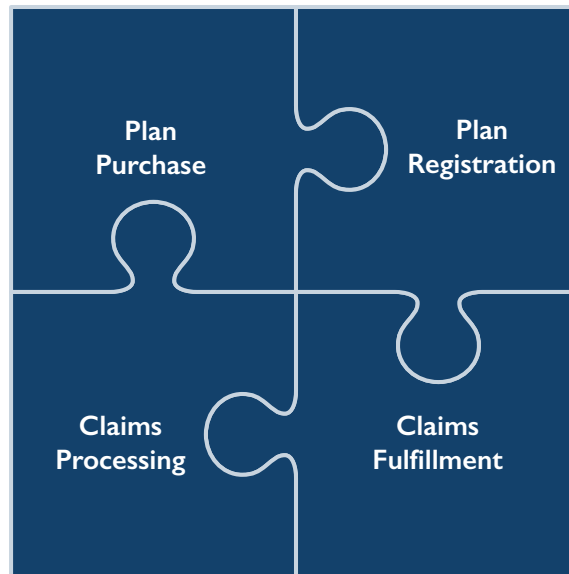 Plan
Purchase
Plan
Registration
Claims
Processing
Claims
Fulfillment